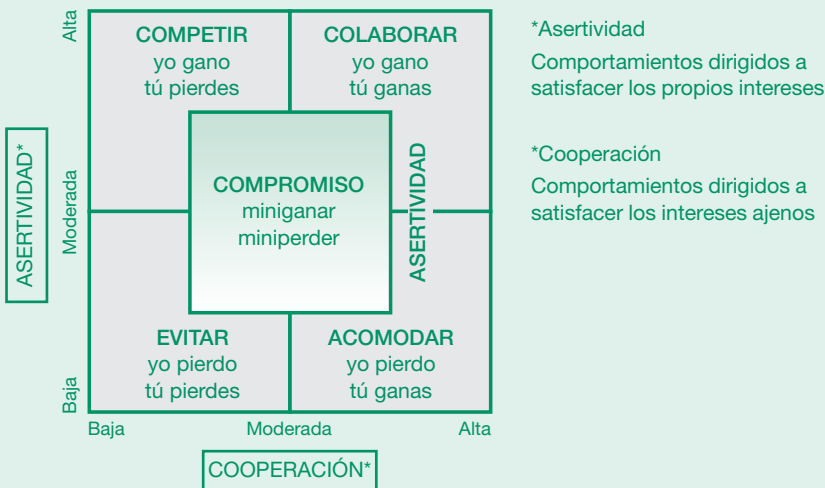 Alta
Moderada
Baja
ASERTIVIDAD*
COMPETIR
yo gano
tú pierdes
COLABORAR
yo gano
tú ganas
COMPROMISO
miniganar
miniperder
ASERTIVIDAD
EVITAR
yo pierdo
tú pierdes
ACOMODAR
yo pierdo
tú ganas
Baja
Moderada
Alta
COOPERACIÓN*
*Asertividad
Comportamientos dirigidos a
satisfacer los propios intereses
*Cooperación
Comportamientos dirigidos a
satisfacer los intereses ajenos